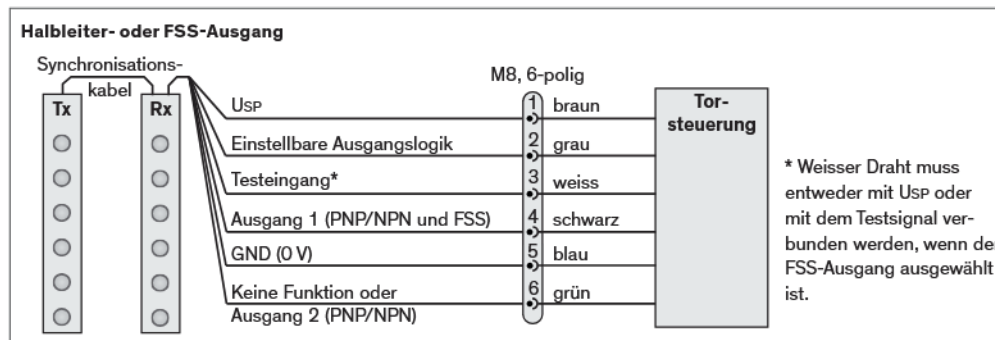 Halbleiter- oder FSS-Ausgang
Synchronisations-
kabel
Tx
Rx
M8, 6-polig
USP
1
braun
Einstellbare Ausgangslogik
2
grau
Testeingang*
3
weiss
Ausgang 1 (PNP/NPN und FSS)
4
schwarz
GND (0 V)
5
blau
Keine Funktion oder
Ausgang 2 (PNP/NPN)
6
grün
Tor-
steuerung
* Weisser Draht muss
entweder mit USP oder
mit dem Testsignal ver-
bunden werden, wenn de
FSS-Ausgang ausgewählt
ist.